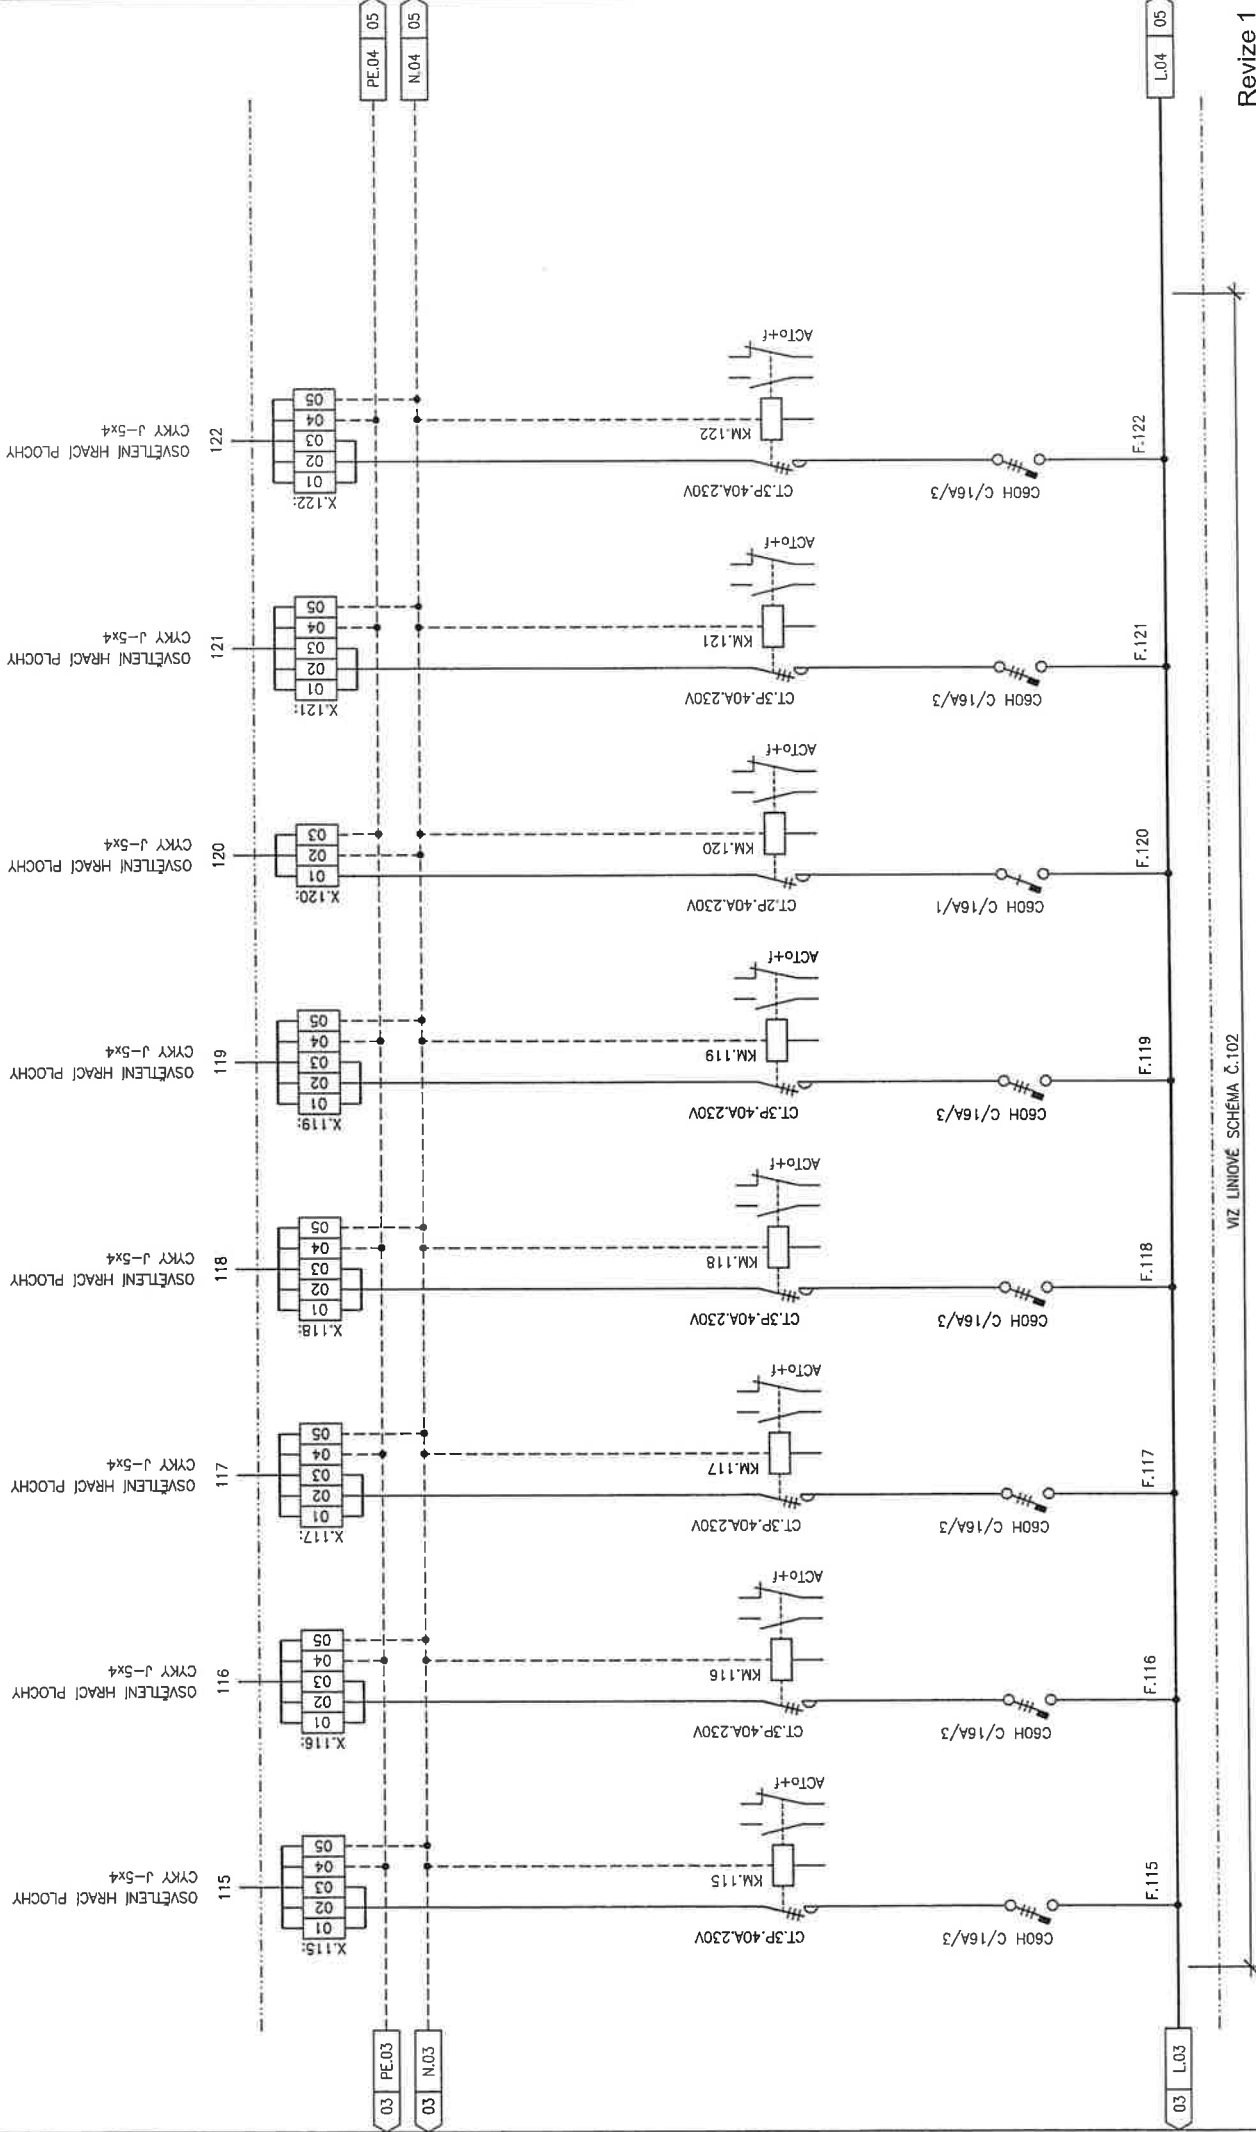 PE.04 05
N.04 05
L.04 05
Revize 1
OSVĚTLENÍ HRACÍ PLOCHY
CYKY J-5x4
122
X.122:
01 02 03 04 05
KM.122
ACTo+f
CT.3P.40A.230V
C60H C/16A/3
F.122
OSVĚTLENÍ HRACÍ PLOCHY
CYKY J-5x4
121
X.121:
01 02 03 04 05
KM.121
ACTo+f
CT.3P.40A.230V
C60H C/16A/3
F.121
OSVĚTLENÍ HRACÍ PLOCHY
CYKY J-5x4
120
X.120:
01 02 03
KM.120
ACTo+f
CT.2P.40A.230V
C60H C/16A/1
F.120
OSVĚTLENÍ HRACÍ PLOCHY
CYKY J-5x4
119
X.119:
01 02 03 04 05
KM.119
ACTo+f
CT.3P.40A.230V
C60H C/16A/3
F.119
OSVĚTLENÍ HRACÍ PLOCHY
CYKY J-5x4
118
X.118:
01 02 03 04 05
KM.118
ACTo+f
CT.3P.40A.230V
C60H C/16A/3
F.118
OSVĚTLENÍ HRACÍ PLOCHY
CYKY J-5x4
117
X.117:
01 02 03 04 05
KM.117
ACTo+f
CT.3P.40A.230V
C60H C/16A/3
F.117
OSVĚTLENÍ HRACÍ PLOCHY
CYKY J-5x4
116
X.116:
01 02 03 04 05
KM.116
ACTo+f
CT.3P.40A.230V
C60H C/16A/3
F.116
OSVĚTLENÍ HRACÍ PLOCHY
CYKY J-5x4
115
X.115:
01 02 03 04 05
KM.115
ACTo+f
CT.3P.40A.230V
C60H C/16A/3
F.115
VIZ LINIOVÉ SCHÉMA Č.102
03 PE.03
03 N.03
03 L.03